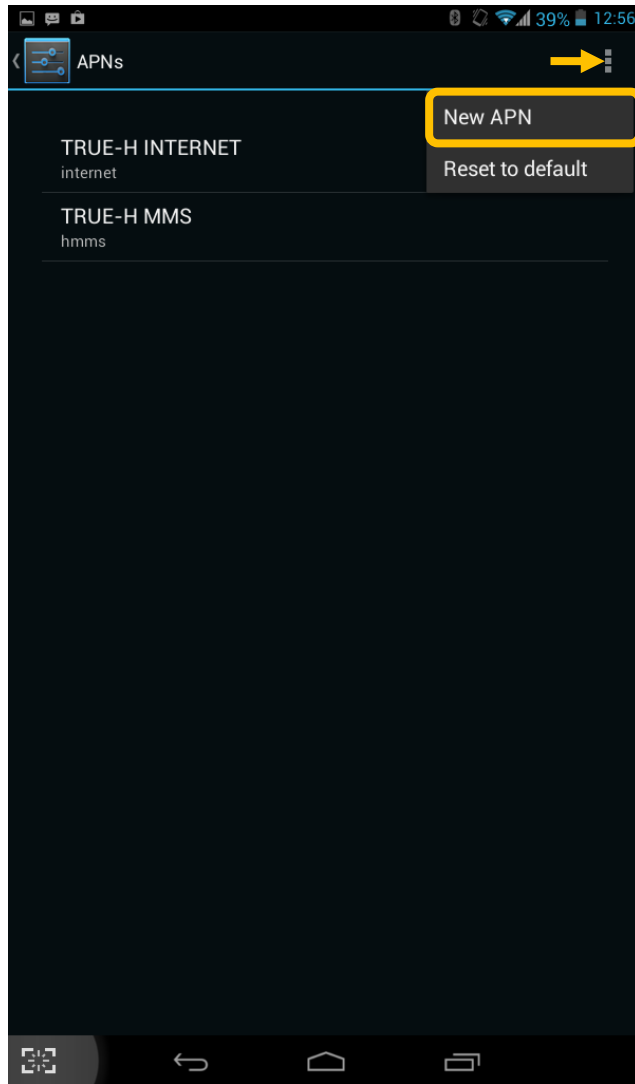 39% 12:56
APNs
New APN
TRUE-H INTERNET
internet
Reset to default
TRUE-H MMS
hmms